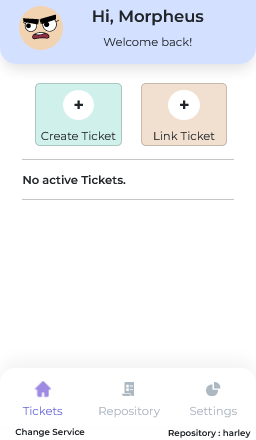 Hi, Morpheus
Welcome back!
+ +
Create Ticket Link Ticket
No active Tickets.
Tickets Repository Settings
Change Service Repository : harley